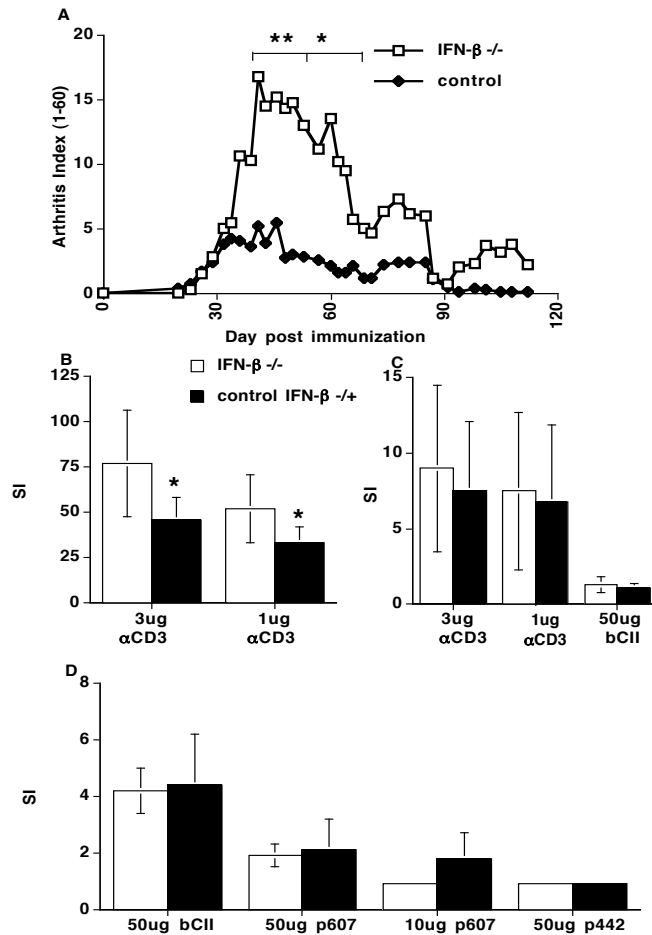 A
** *
IFN-β -/-
control
Arthritis Index (1-60)
20
15
10
5
0
0 30 60 90 120
Day post immunization
B
IFN-β -/-
control IFN-β -/+
SI
125
100
75
50
25
0
* *
3ug αCD3
1ug αCD3
C
SI
15
10
5
0
3ug αCD3
1ug αCD3
50ug bCII
D
SI
8
6
4
2
0
50ug bCII 50ug p607 10ug p607 50ug p442